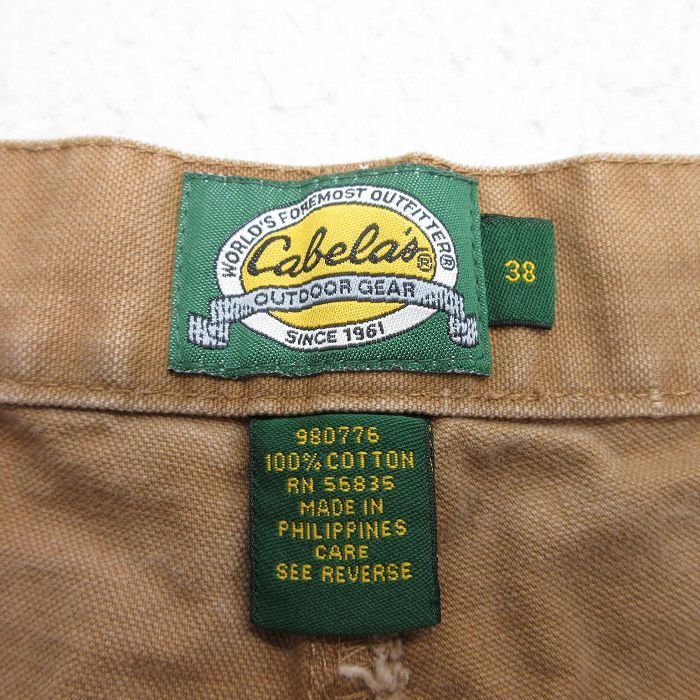 WORLD'S FOREMOST OUTFITTER®
Cabela's®
OUTDOOR GEAR
SINCE 1961
38
980776
100% COTTON
RN 56835
MADE IN
PHILIPPINES
CARE
SEE REVERSE